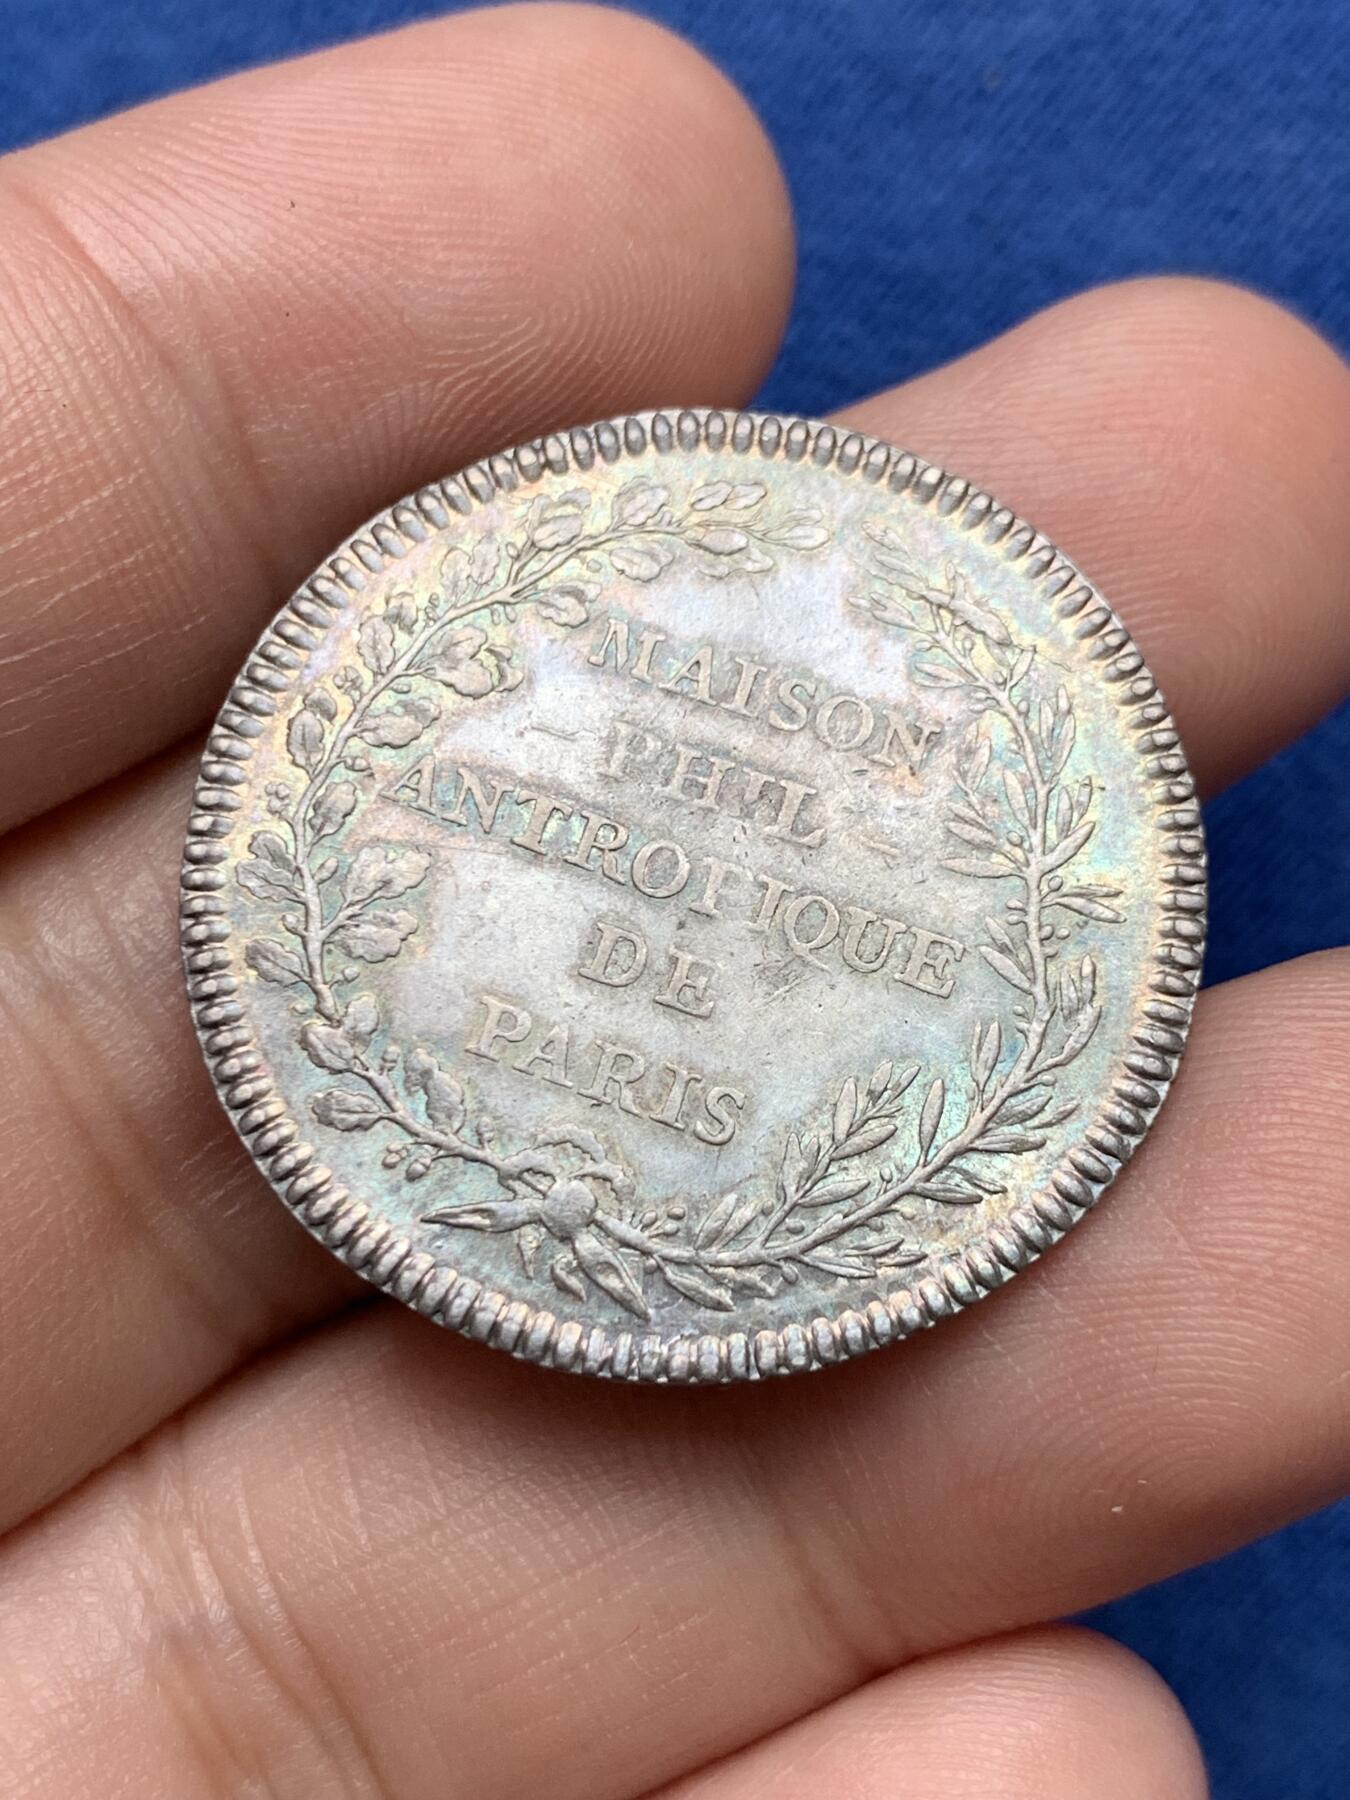 MAISON
- PHIL - -
ANTROPIQUE
DE
PARIS